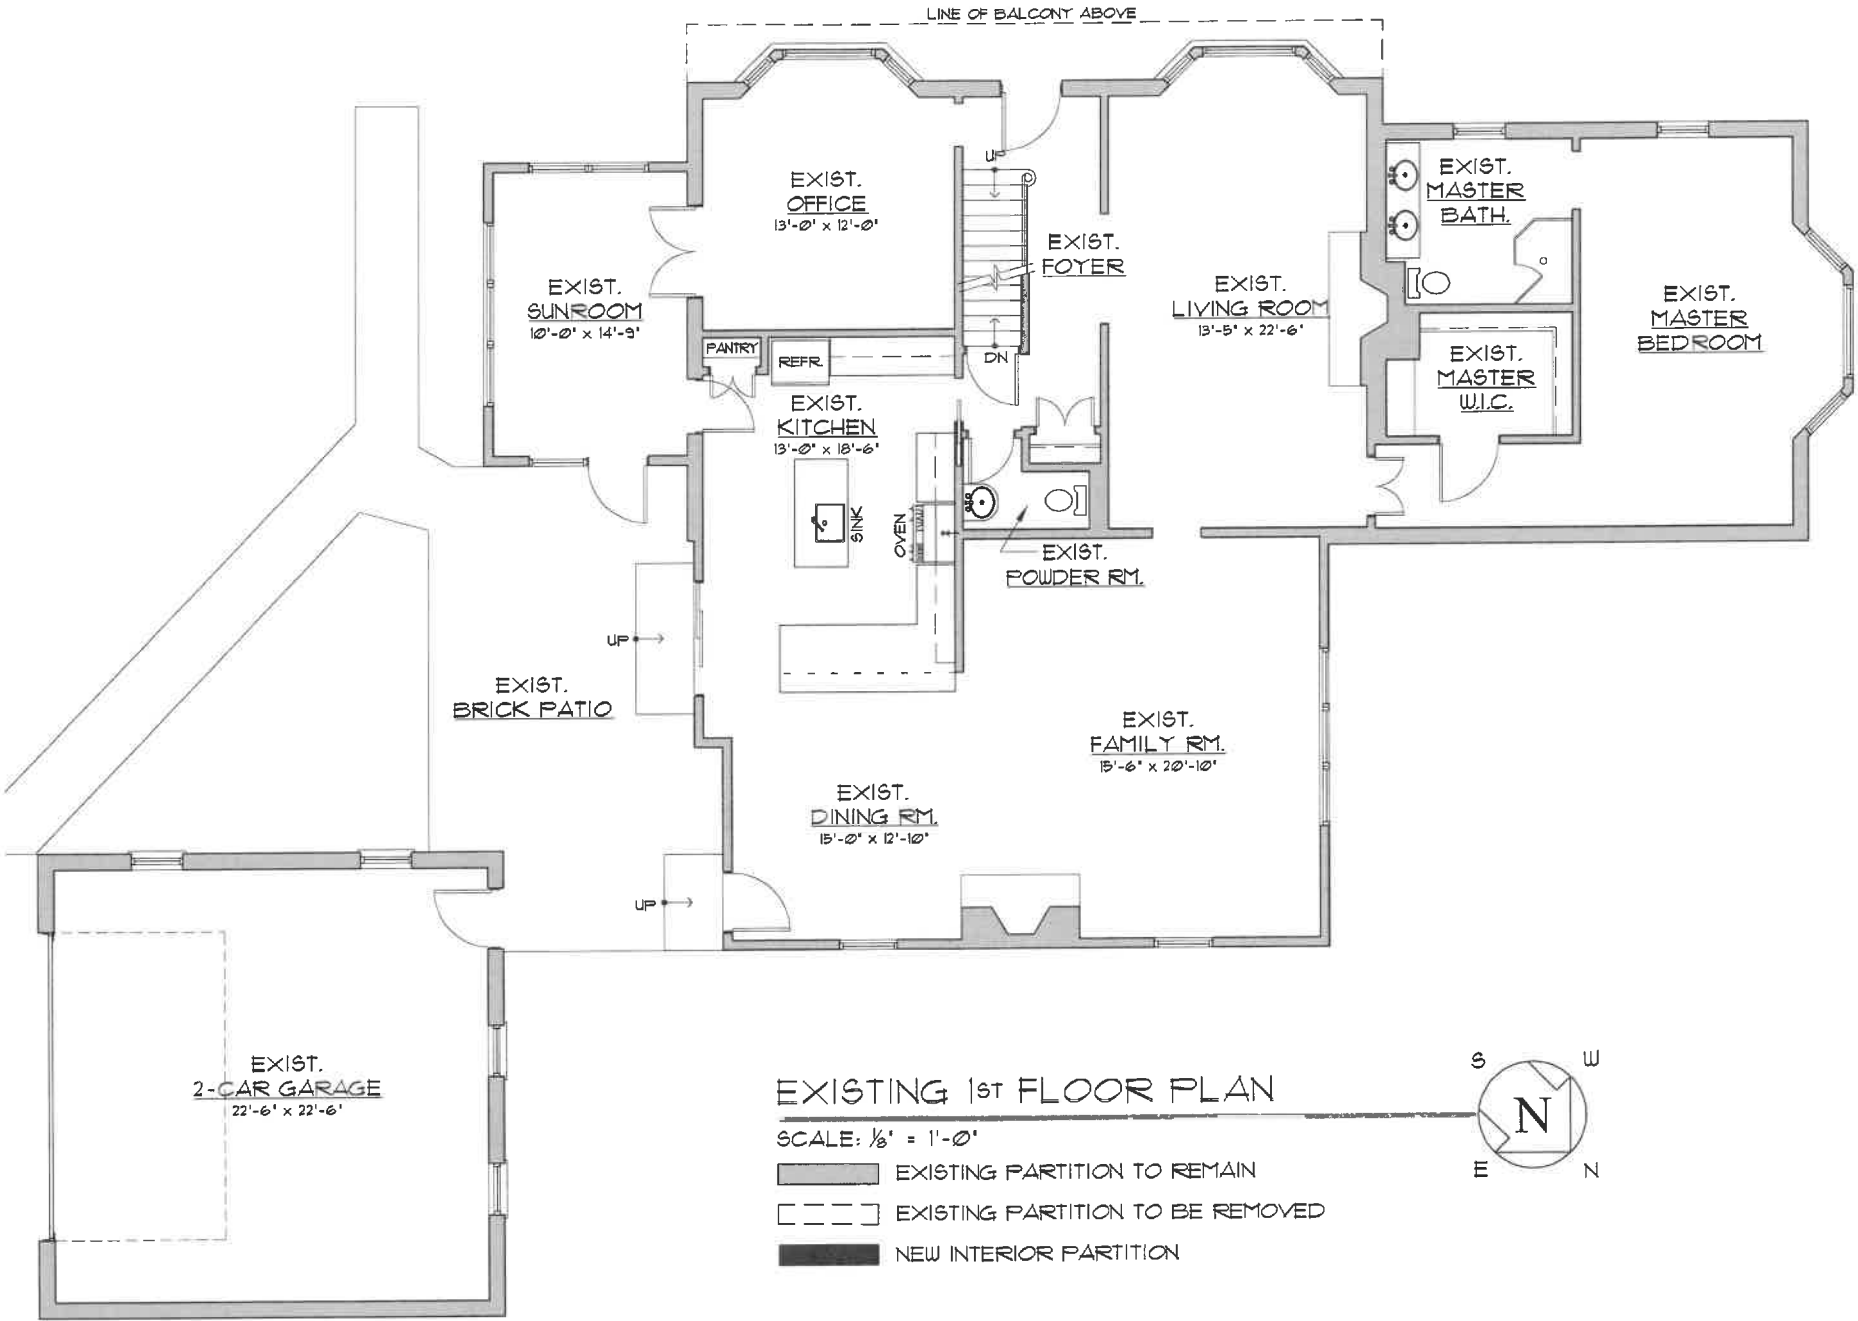 LINE OF BALCONY ABOVE
EXIST.
OFFICE
13'-0" x 12'-0"
UP
EXIST.
FOYER
EXIST.
MASTER
BATH.
EXIST.
SUNROOM
10'-0" x 14'-9"
EXIST.
LIVING ROOM
13'-5" x 22'-6"
EXIST.
MASTER
BEDROOM
PANTRY
REFR.
DN
EXIST.
MASTER
W.I.C.
EXIST.
KITCHEN
13'-0" x 18'-6"
SINK
OVEN
EXIST.
POWDER RM.
UP
EXIST.
BRICK PATIO
EXIST.
FAMILY RM.
15'-6" x 20'-10"
EXIST.
DINING RM.
15'-0" x 12'-10"
UP
EXIST.
2-CAR GARAGE
22'-6" x 22'-6"
EXISTING 1ST FLOOR PLAN
SCALE: 1/8" = 1'-0"
EXISTING PARTITION TO REMAIN
EXISTING PARTITION TO BE REMOVED
NEW INTERIOR PARTITION
S W
N
E N